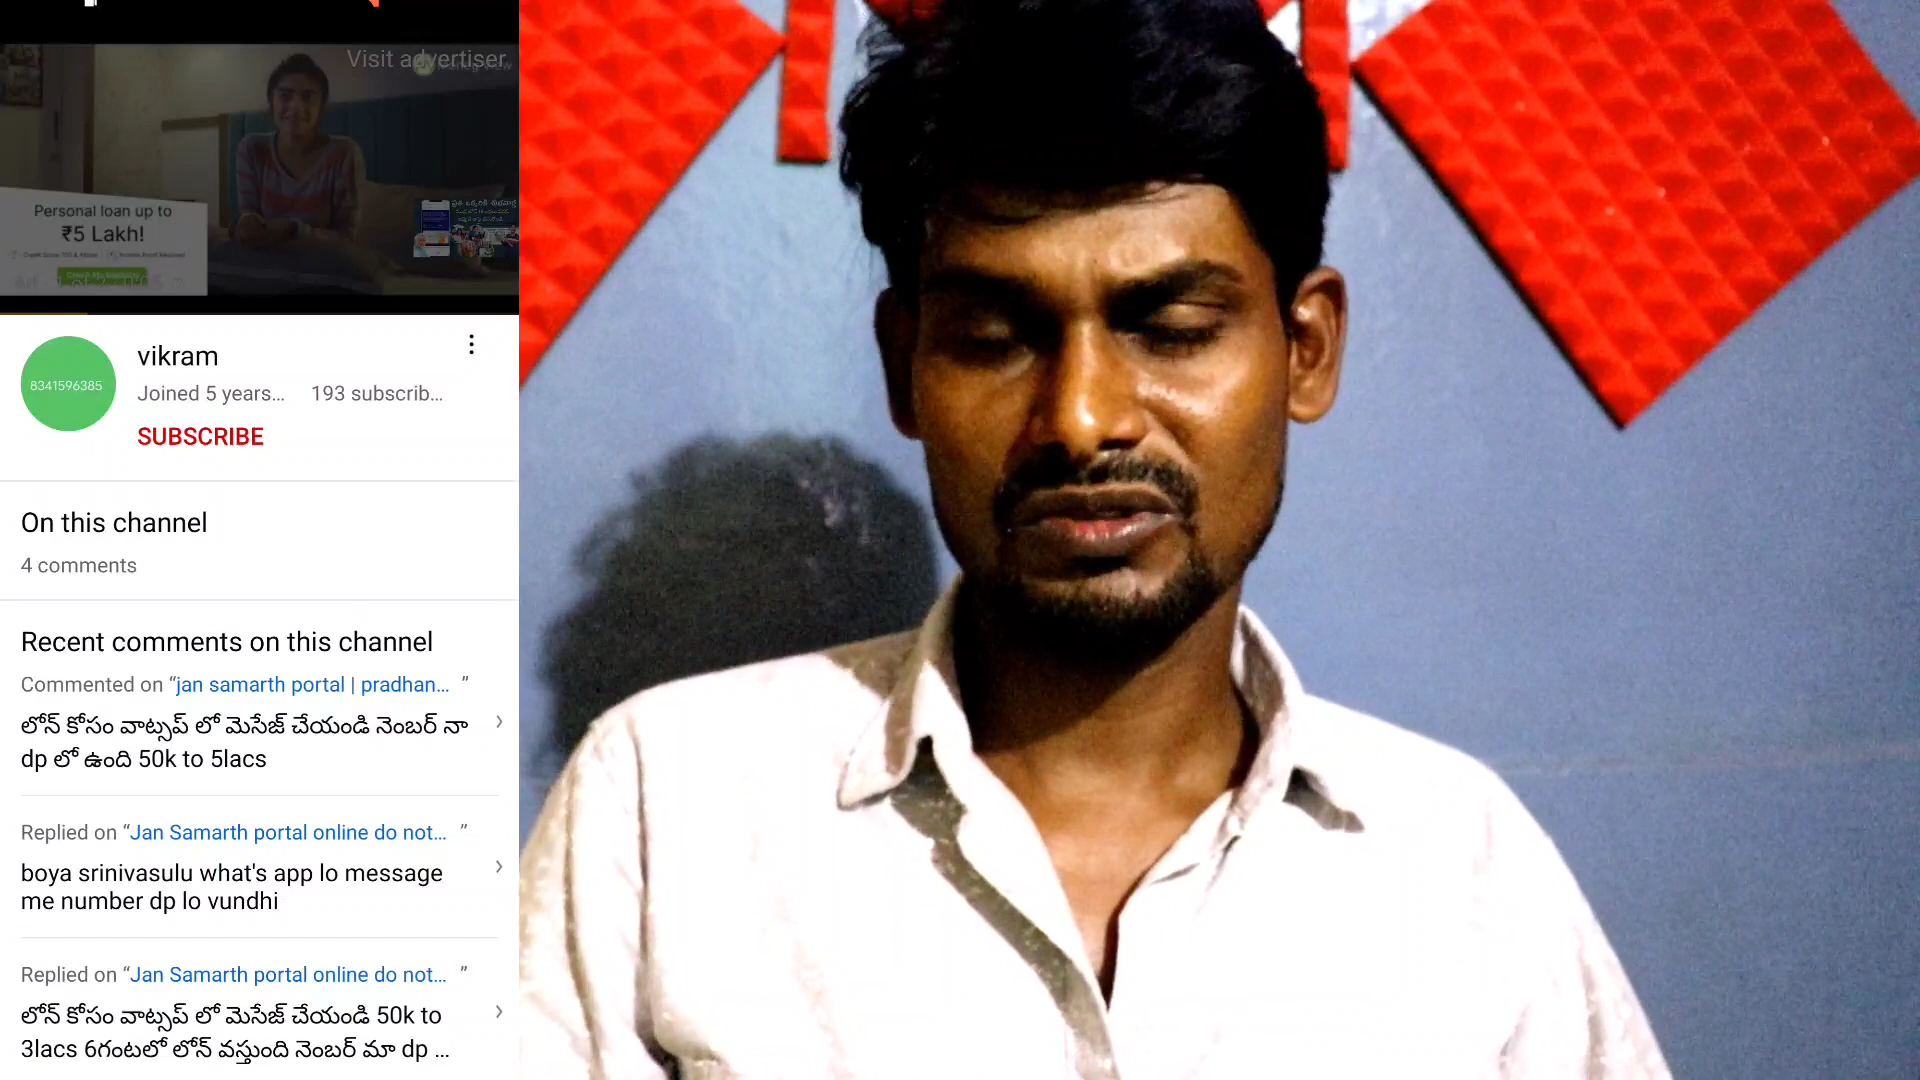 Visit advertiser
Personal loan up to
₹5 Lakh!
8341596385
vikram
Joined 5 years... 193 subscrib...
SUBSCRIBE
On this channel
4 comments
Recent comments on this channel
Commented on “jan samarth portal | pradhan... ”
లోన్ కోసం వాట్సప్ లో మెసేజ్ చేయండి నెంబర్ నా
dp లో ఉంది 50k to 5lacs
Replied on “Jan Samarth portal online do not... ”
boya srinivasulu what's app lo message
me number dp lo vundhi
Replied on “Jan Samarth portal online do not... ”
లోన్ కోసం వాట్సప్ లో మెసేజ్ చేయండి 50k to
3lacs 6గంటలో లోన్ వస్తుంది నెంబర్ మా dp ...